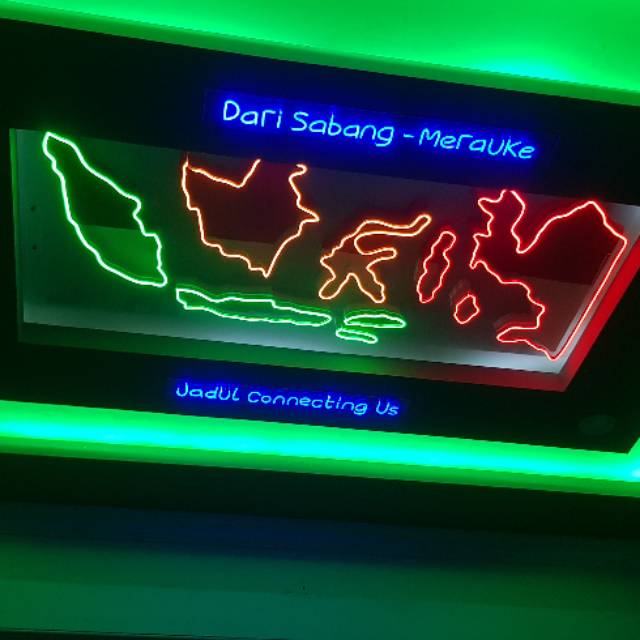 Dari Sabang - Merauke
Jadul Connecting Us